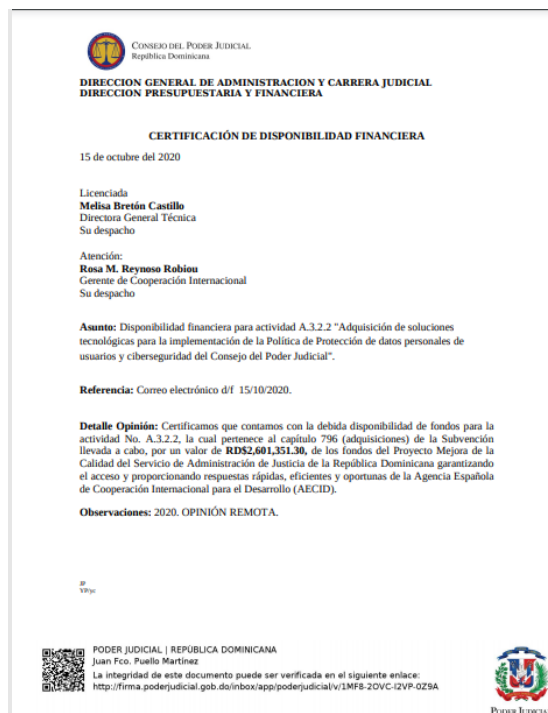 CONSEJO DEL PODER JUDICIAL
República Dominicana
DIRECCION GENERAL DE ADMINISTRACION Y CARRERA JUDICIAL
DIRECCION PRESUPUESTARIA Y FINANCIERA
CERTIFICACIÓN DE DISPONIBILIDAD FINANCIERA
15 de octubre del 2020
Licenciada
Melisa Bretón Castillo
Directora General Técnica
Su despacho
Atención:
Rosa M. Reynoso Robiou
Gerente de Cooperación Internacional
Su despacho
Asunto: Disponibilidad financiera para actividad A.3.2.2 "Adquisición de soluciones
tecnológicas para la implementación de la Política de Protección de datos personales de
usuarios y ciberseguridad del Consejo del Poder Judicial".
Referencia: Correo electrónico d/f 15/10/2020.
Detalle Opinión: Certificamos que contamos con la debida disponibilidad de fondos para la
actividad No. A.3.2.2, la cual pertenece al capítulo 796 (adquisiciones) de la Subvención
llevada a cabo, por un valor de RD$2,601,351.30, de los fondos del Proyecto Mejora de la
Calidad del Servicio de Administración de Justicia de la República Dominicana garantizando
el acceso y proporcionando respuestas rápidas, eficientes y oportunas de la Agencia Española
de Cooperación Internacional para el Desarrollo (AECID).
Observaciones: 2020. OPINIÓN REMOTA.
PODER JUDICIAL | REPÚBLICA DOMINICANA
Juan Fco. Puello Martínez
La integridad de este documento puede ser verificada en el siguiente enlace:
http://firma.poderjudicial.gob.do/inbox/app/poderjudicial/v/1MF8-2OVC-I2VP-0Z9A
PODER JUDICIAL